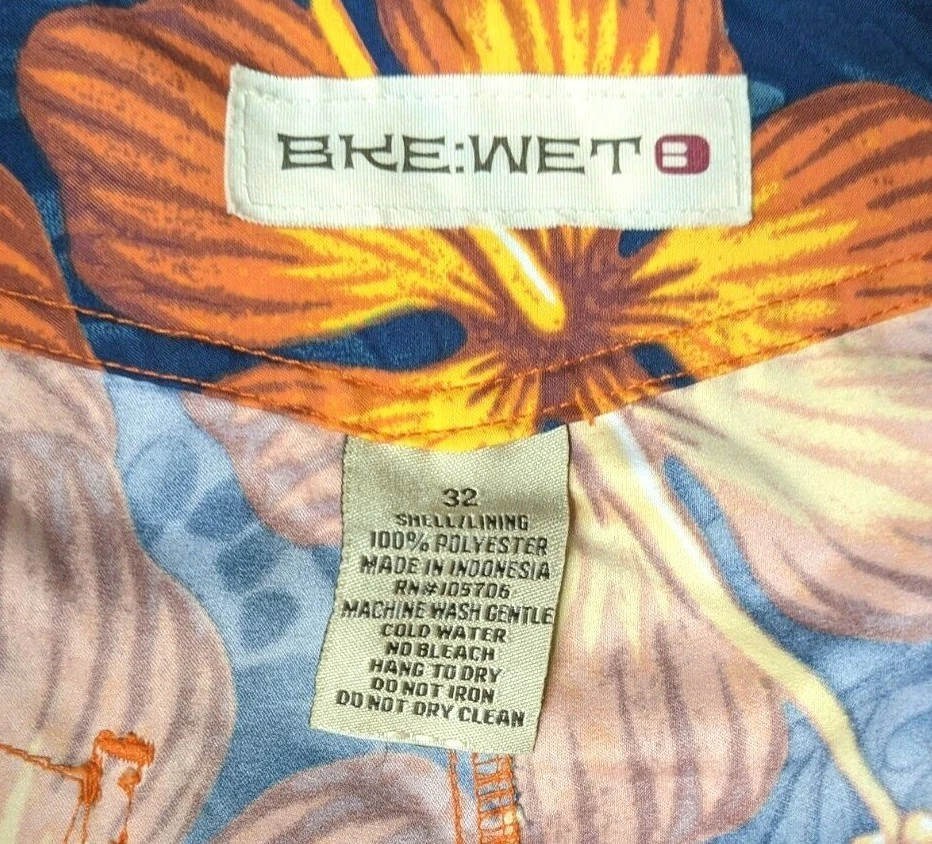 BKE:WET B
32
SHELL/LINING
100% POLYESTER
MADE IN INDONESIA
RN#105706
MACHINE WASH GENTLE
COLD WATER
NO BLEACH
HANG TO DRY
DO NOT IRON
DO NOT DRY CLEAN